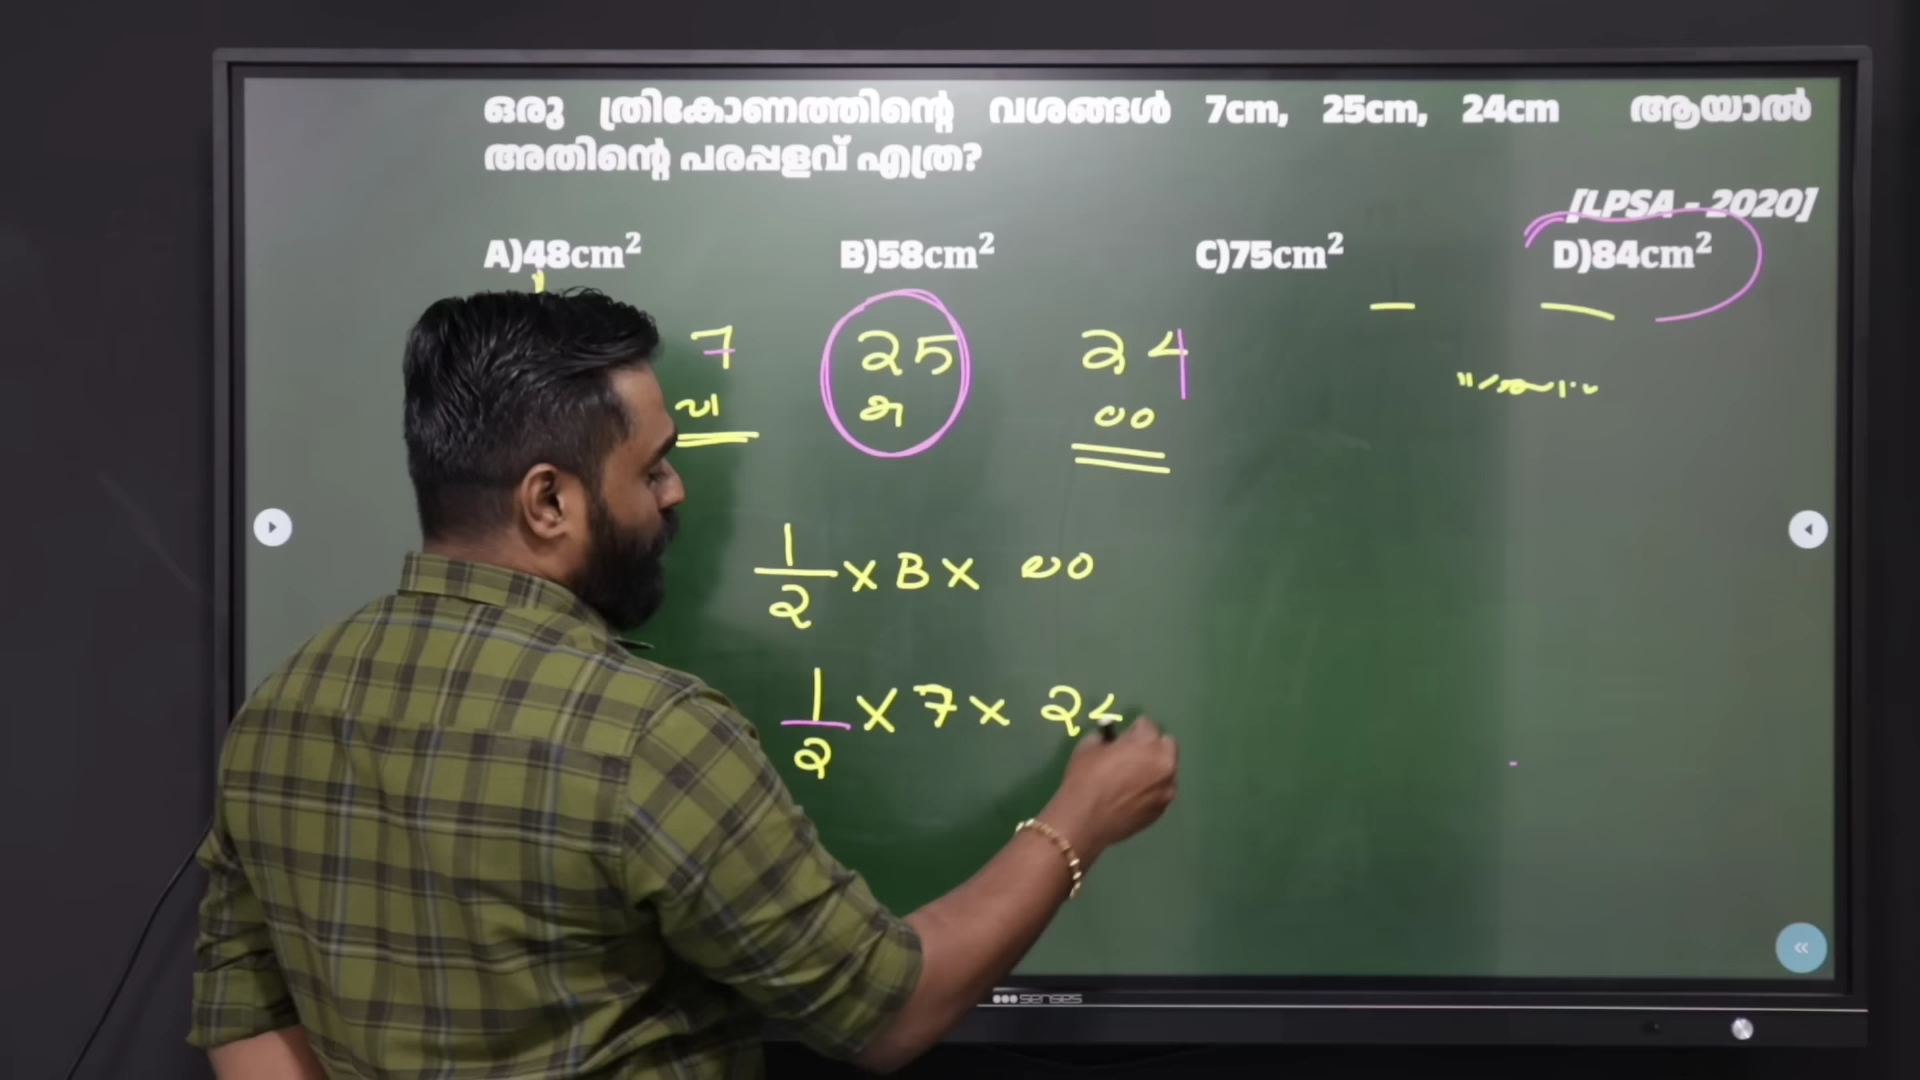 ഒരു ത്രികോണത്തിന്റെ വശങ്ങൾ 7cm, 25cm, 24cm ആയാൽ
അതിന്റെ പരപ്പളവ് എത്ര?
[LPSA - 2020]
A)48cm² B)58cm² C)75cm² D)84cm²
7 25 24
1/2 × B ×
1/2 × 7 × 24
senses